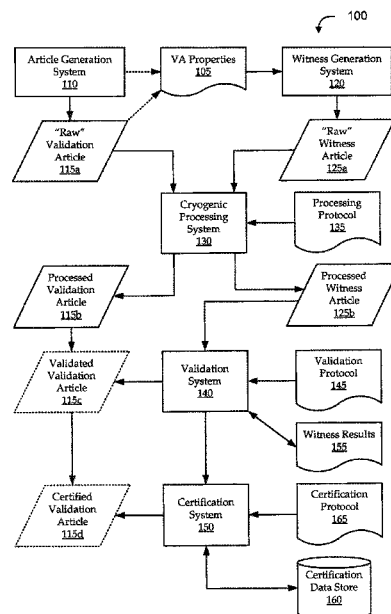 100
Article Generation
System
110
VA Properties
105
Witness Generation
System
120
"Raw"
Validation
Article
115a
"Raw"
Witness
Article
125a
Cryogenic
Processing
System
130
Processing
Protocol
135
Processed
Validation
Article
115b
Processed
Witness
Article
125b
Validated
Validation
Article
115c
Validation
System
140
Validation
Protocol
145
Witness Results
155
Certified
Validation
Article
115d
Certification
System
150
Certification
Protocol
165
Certification
Data Store
160